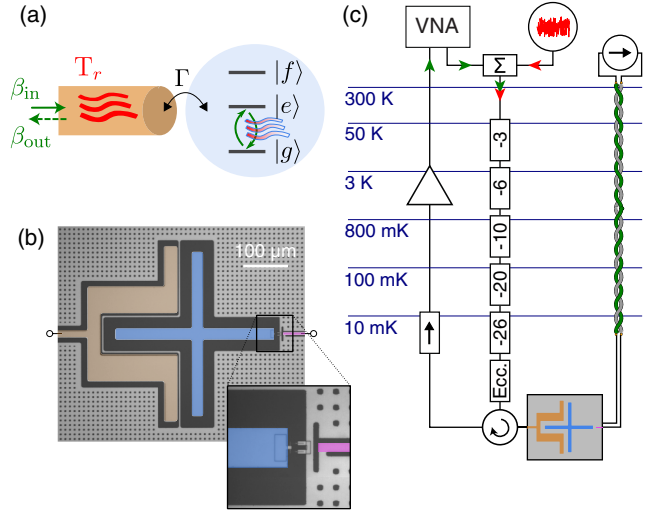 (a)
T_r
Γ
β_in
β_out
|f⟩
|e⟩
|g⟩
(b)
100 μm
(c)
VNA
Σ
300 K
50 K
-3
3 K
-6
800 mK
-10
100 mK
-20
10 mK
-26
Ecc.